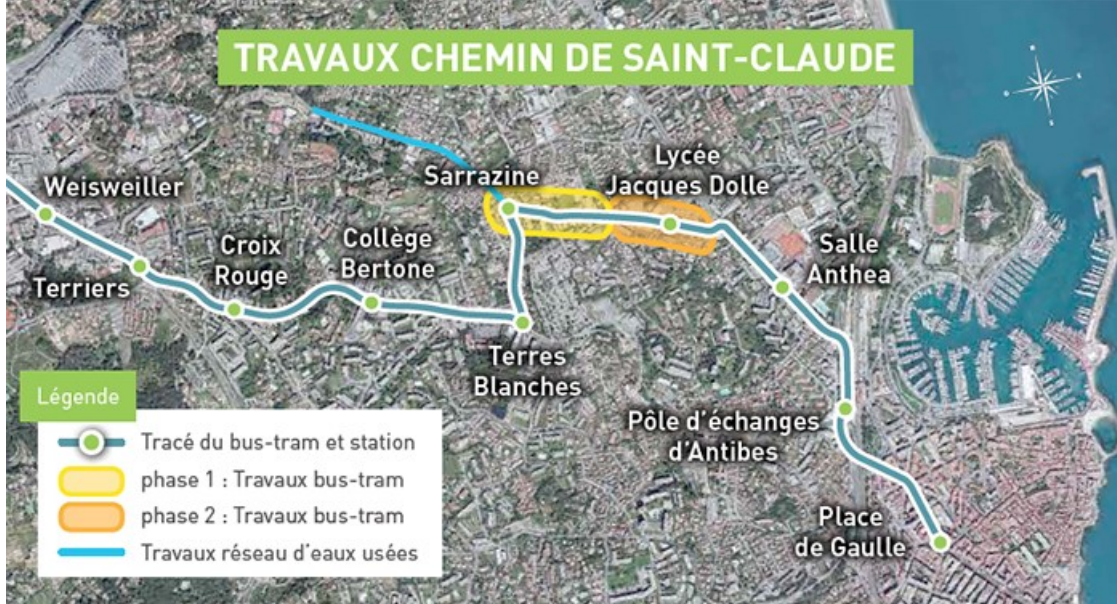 TRAVAUX CHEMIN DE SAINT-CLAUDE
Weisweiller
Terriers
Croix
Rouge
Collège
Bertone
Sarrazine
Terres
Blanches
Lycée
Jacques Dolle
Salle
Anthea
Pôle d'échanges
d'Antibes
Place
de Gaulle
Légende
Tracé du bus-tram et station
phase 1 : Travaux bus-tram
phase 2 : Travaux bus-tram
Travaux réseau d'eaux usées